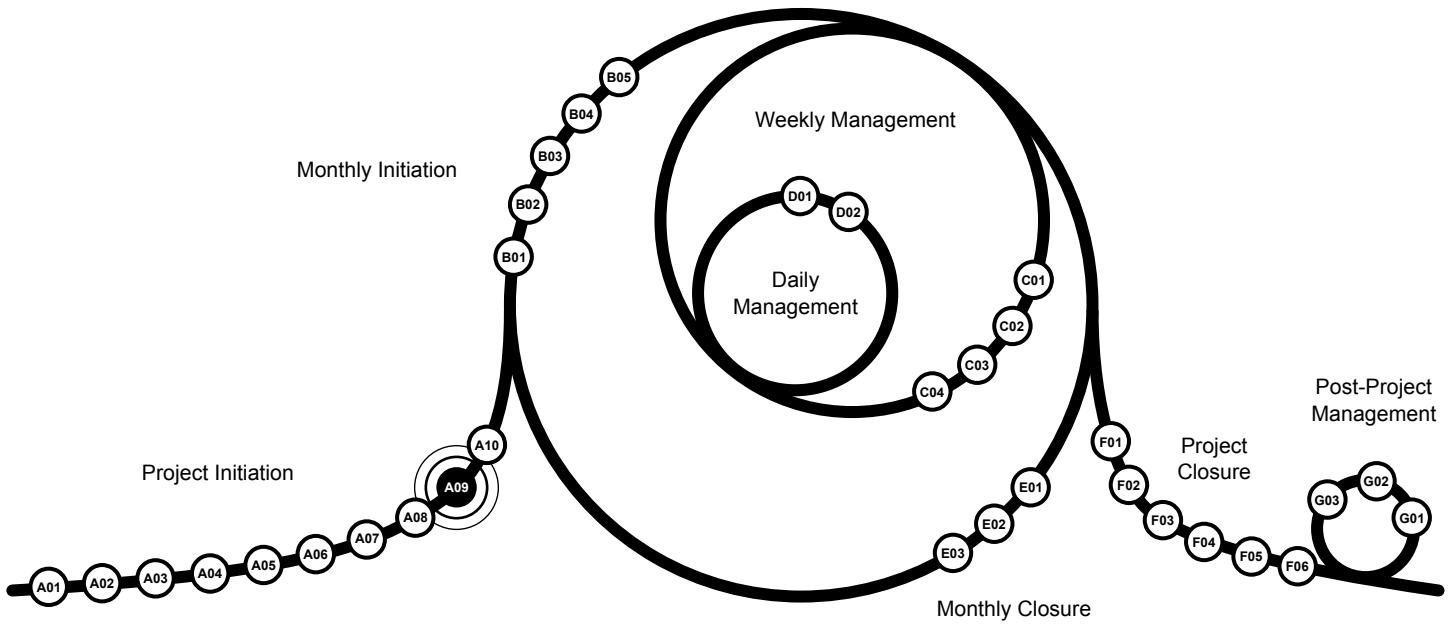 Monthly Initiation
B05
B04
B03
B02
B01
Weekly Management
D01
D02
Daily
Management
C01
C02
C03
C04
Project Initiation
A01
A02
A03
A04
A05
A06
A07
A08
A09
A10
E01
E02
E03
Monthly Closure
Project
Closure
F01
F02
F03
F04
F05
F06
Post-Project
Management
G03
G02
G01